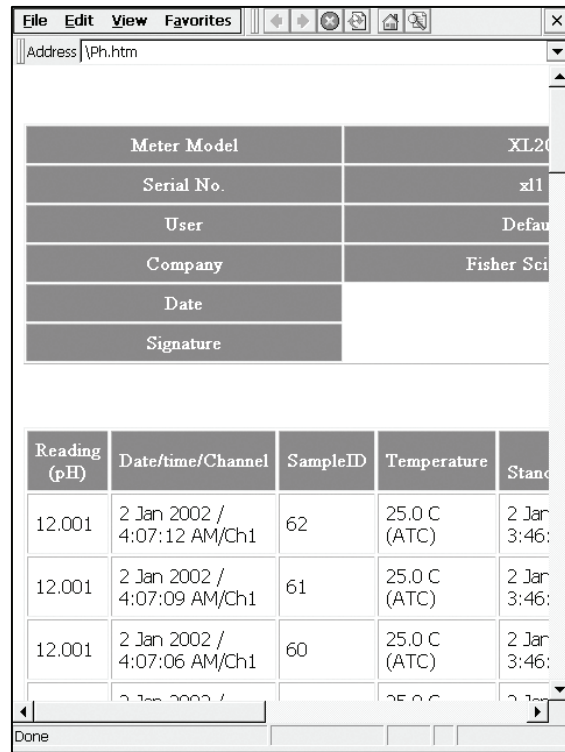 File Edit View Favorites
Address \Ph.htm
Meter Model XL20
Serial No. xl1
User Defau
Company Fisher Sci
Date
Signature
Reading Date/time/Channel SampleID Temperature
(pH) Stand
12.001 2 Jan 2002 / 62 25.0 C 2 Jan
4:07:12 AM/Ch1 (ATC) 3:46:
12.001 2 Jan 2002 / 61 25.0 C 2 Jan
4:07:09 AM/Ch1 (ATC) 3:46:
12.001 2 Jan 2002 / 60 25.0 C 2 Jan
4:07:06 AM/Ch1 (ATC) 3:46:
Done